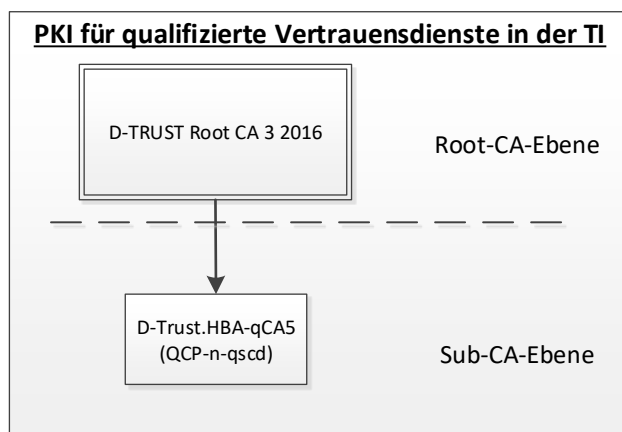 PKI für qualifizierte Vertrauensdienste in der TI
D-TRUST Root CA 3 2016
Root-CA-Ebene
D-Trust.HBA-qCA5
(QCP-n-qscd)
Sub-CA-Ebene